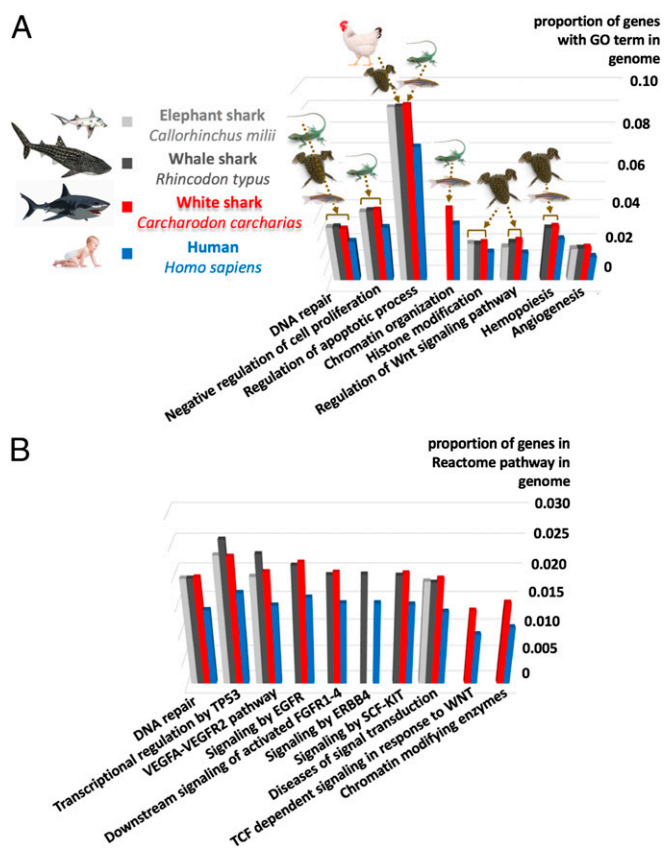 A
proportion of genes
with GO term in
genome
0.10
0.08
0.06
0.04
0.02
0
Elephant shark
Callorhinchus milii
Whale shark
Rhincodon typus
White shark
Carcharodon carcharias
Human
Homo sapiens
DNA repair
Negative regulation of cell proliferation
Regulation of apoptotic process
Chromatin organization
Histone modification
Regulation of Wnt signaling pathway
Hemopoiesis
Angiogenesis
B
proportion of genes in
Reactome pathway in
genome
0.030
0.025
0.020
0.015
0.010
0.005
0
DNA repair
Transcriptional regulation by TP53
VEGFA-VEGFR2 pathway
Signaling by EGFR
Downstream signaling of activated FGFR1-4
Signaling by ERBB4
Signaling by SCF-KIT
Diseases of signal transduction
TCF dependent signaling in response to WNT
Chromatin modifying enzymes